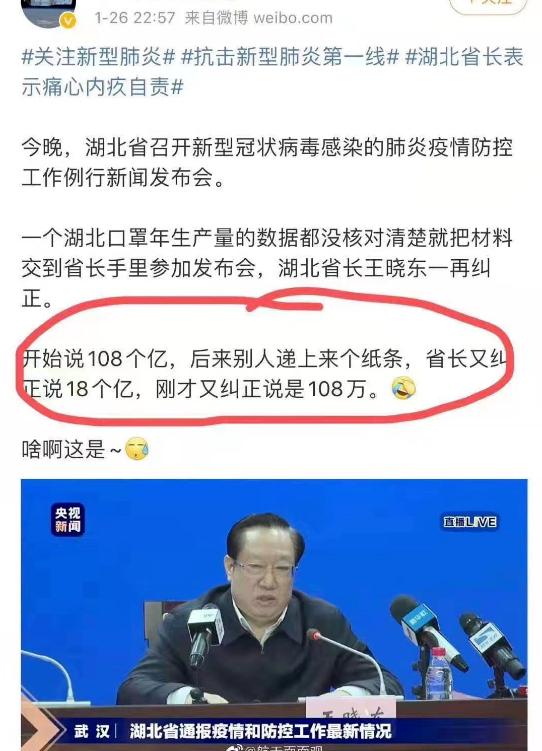 1-26 22:57 来自微博 weibo.com
#关注新型肺炎# #抗击新型肺炎第一线# #湖北省长表
示痛心内疚自责#
今晚，湖北省召开新型冠状病毒感染的肺炎疫情防控
工作例行新闻发布会。
一个湖北口罩年生产量的数据都没核对清楚就把材料
交到省长手里参加发布会，湖北省长王晓东一再纠
正。
开始说108个亿，后来别人递上来个纸条，省长又纠
正说18个亿，刚才又纠正说是108万。🤣
啥啊这是~😪
央视
新闻
直播LIVE
王晓东
武汉 湖北省通报疫情和防控工作最新情况